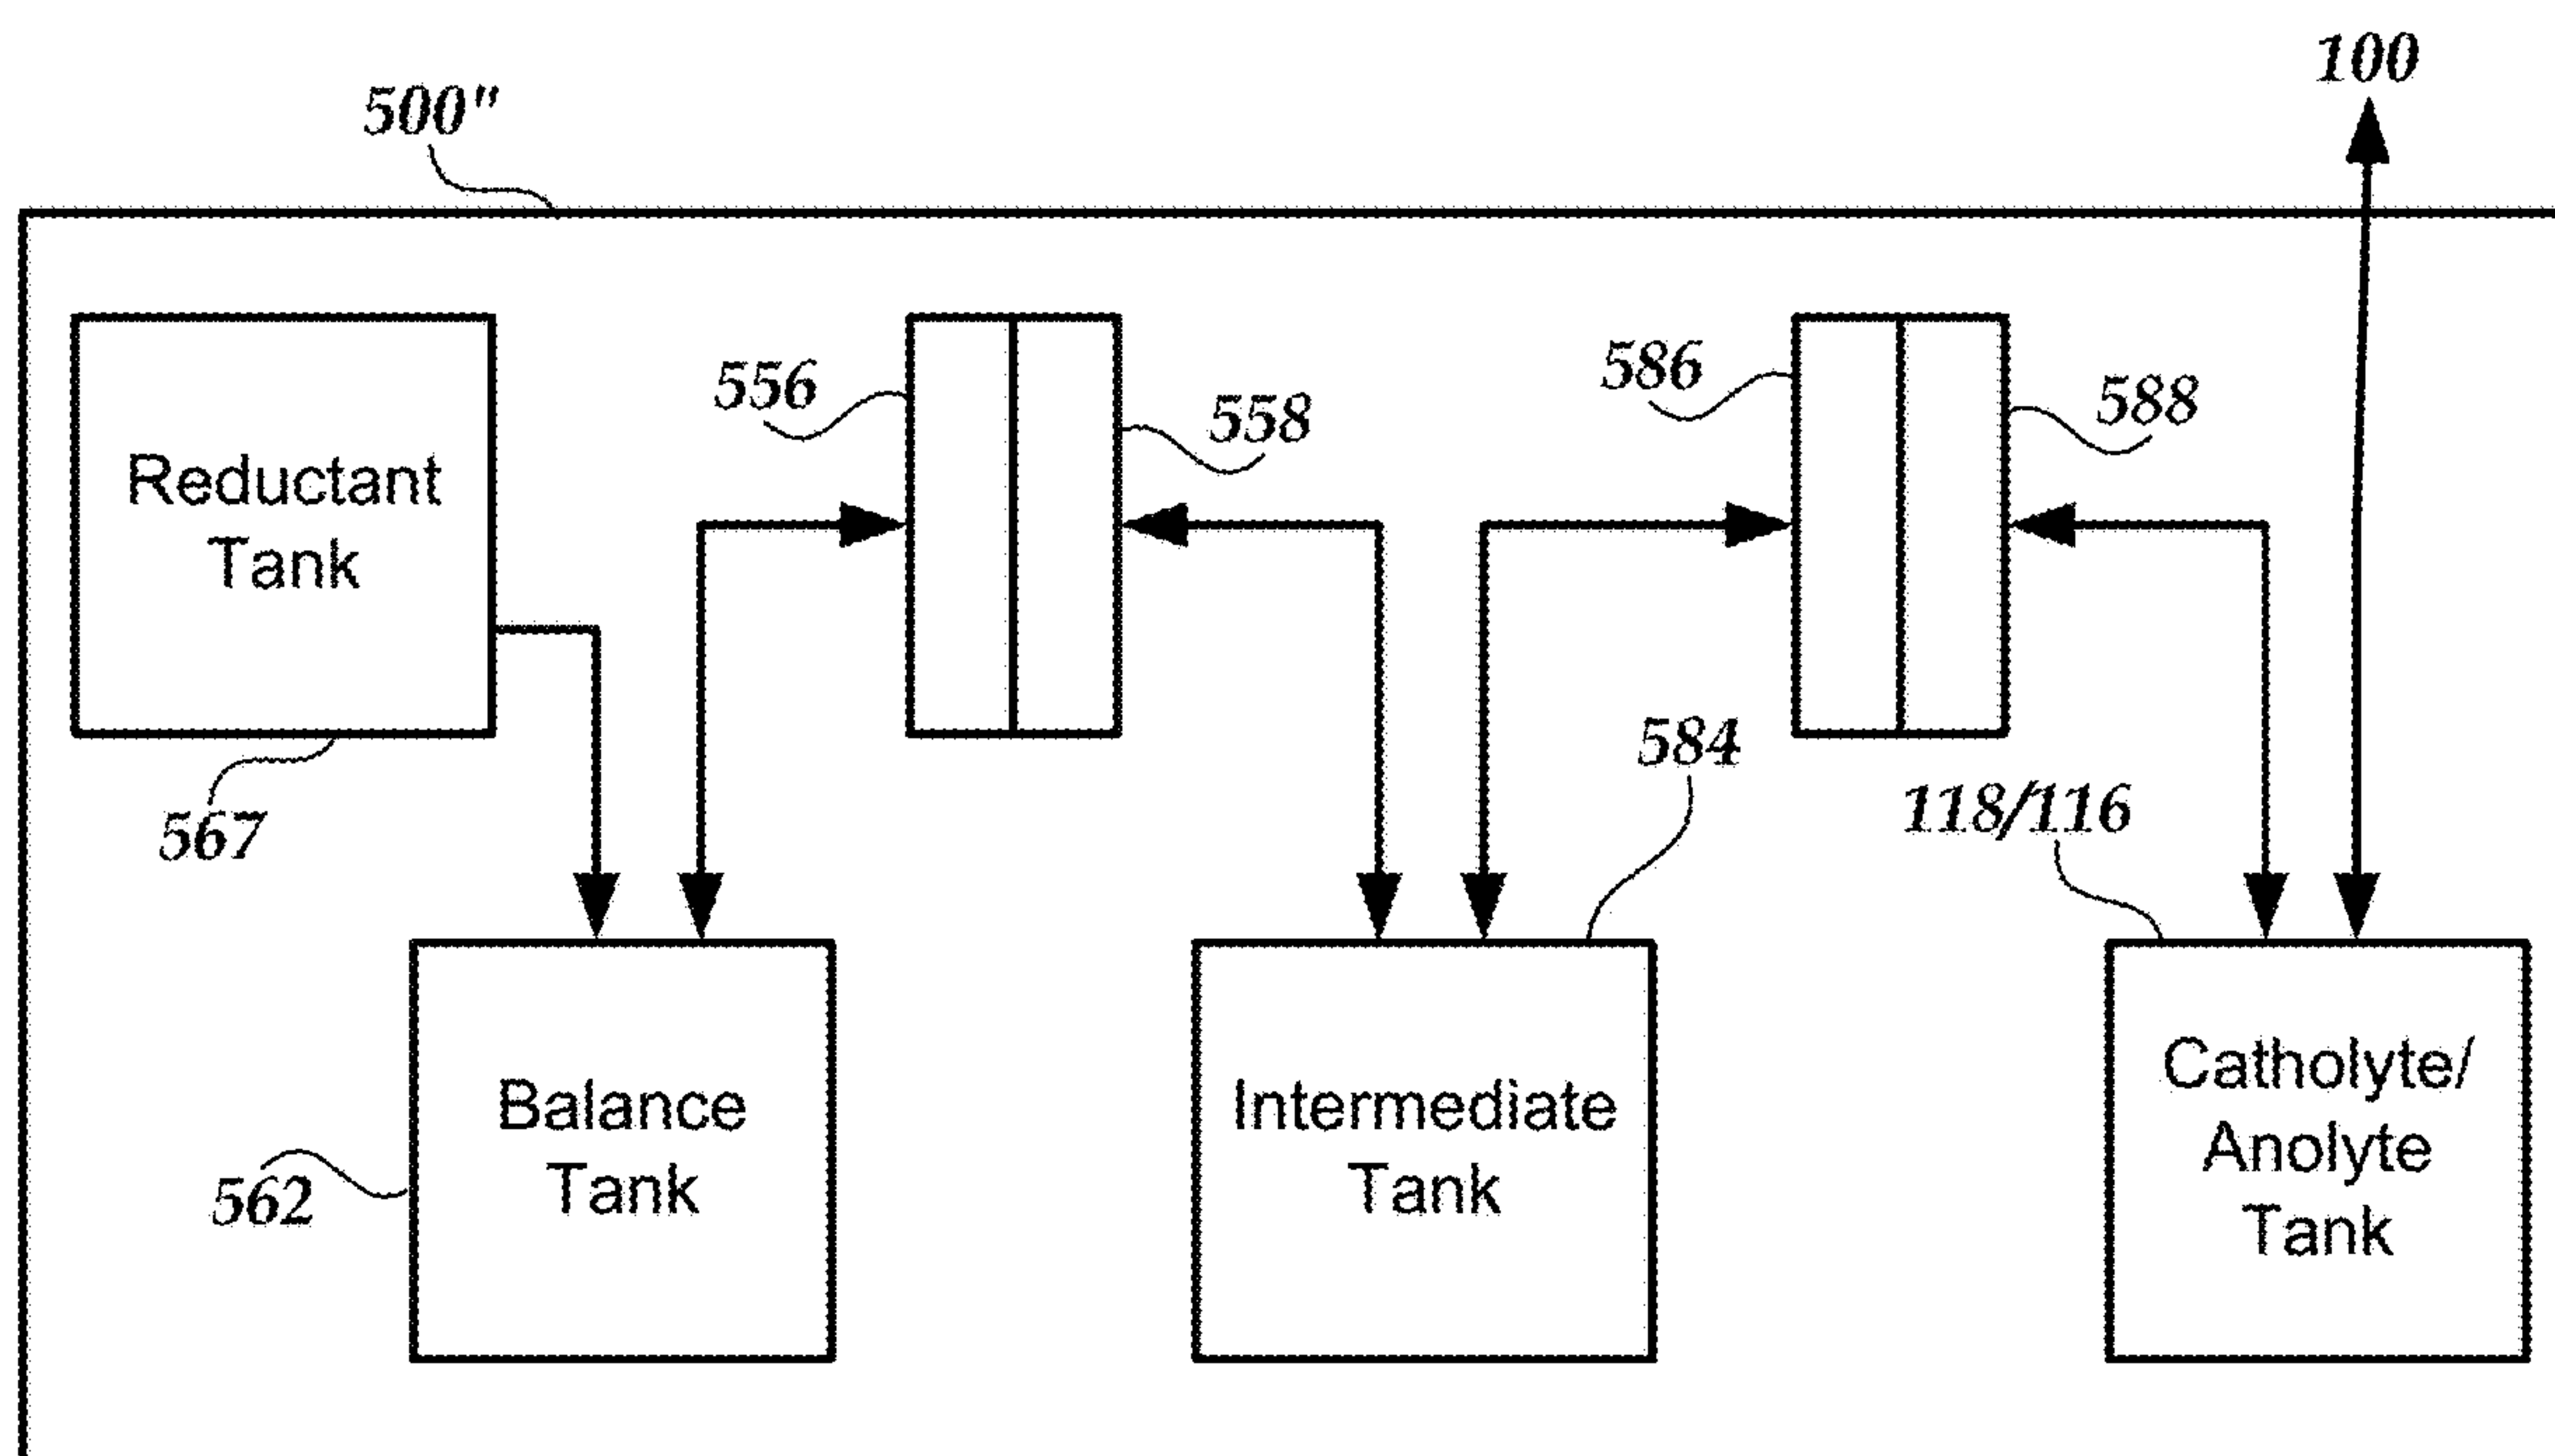 100
500"
556
586
588
558
Reductant
Tank
584
118/116
567
Balance
Tank
Intermediate
Tank
Catholyte/
Anolyte
Tank
562